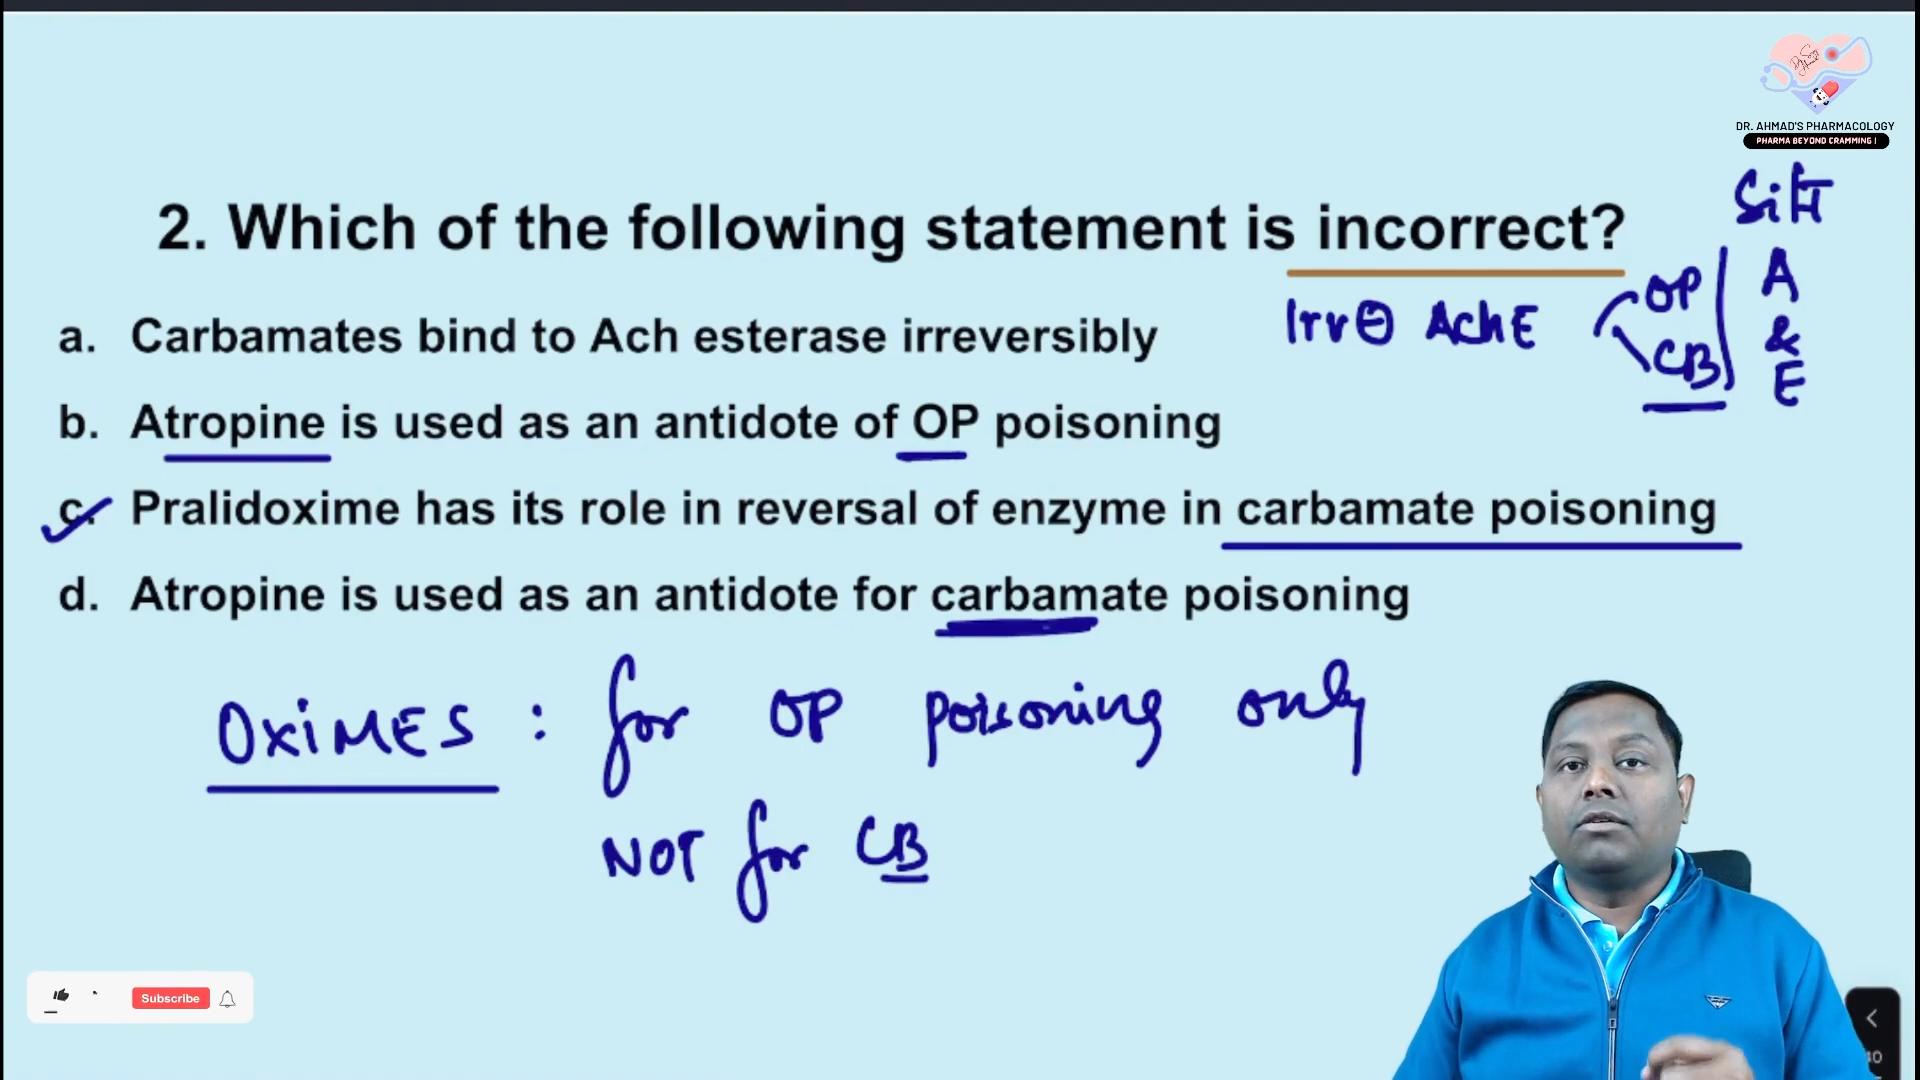 DR. AHMAD'S PHARMACOLOGY
PHARMA BEYOND CRAMMING !
2. Which of the following statement is incorrect?
Irr⊖ AchE
OP
CB
A
&
E
a. Carbamates bind to Ach esterase irreversibly
b. Atropine is used as an antidote of OP poisoning
c. Pralidoxime has its role in reversal of enzyme in carbamate poisoning
d. Atropine is used as an antidote for carbamate poisoning
OXiMES : for OP poisoning only
NOT for CB
Subscribe